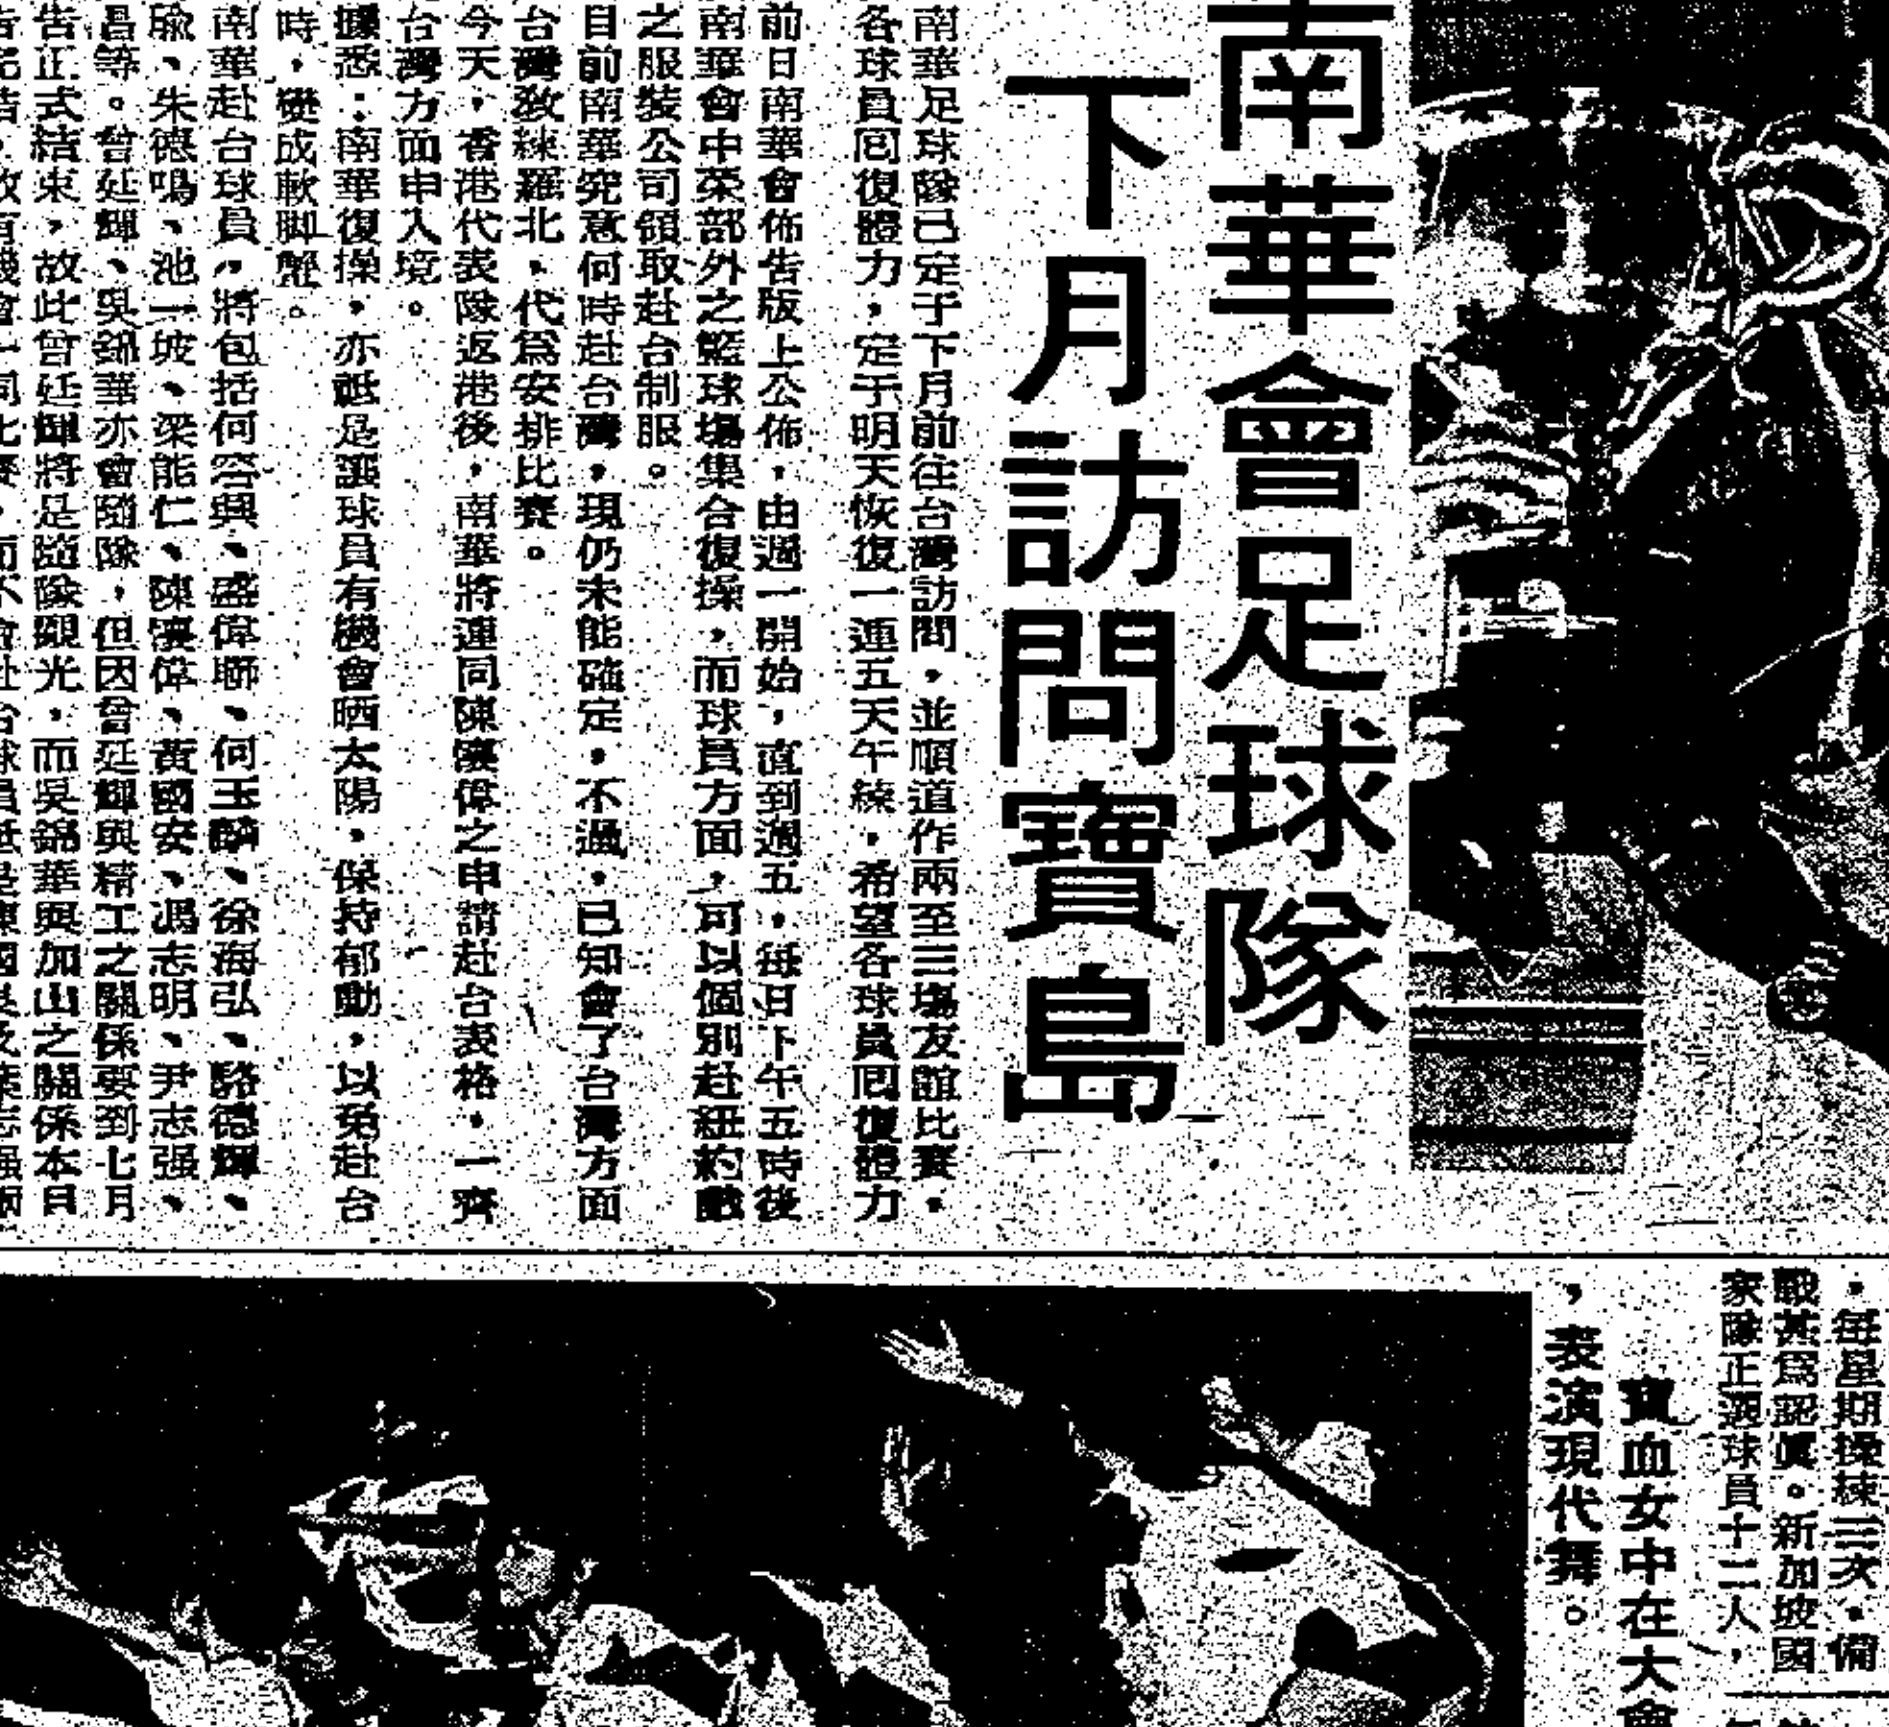 南華會足球隊
下月訪問寶島
南華足球隊已定于下月前往台灣訪問，並順道作兩至三場友誼比賽，
各球員囘復體力，定于明天恢復一連五天午練，希望各球員囘復體力
前日南華會佈告版上公佈，由週一開始，直到週五，每日下午五時後
南華會中菜部外之籃球塲集合復操，而球員方面，可以個別赴紐約戲
之服裝公司領取赴台制服。
目前南華究意何時赴台灣，現仍未能確定，不過，已知會了台灣方面
台灣敎練羅北，代爲安排比賽。
今天，香港代表隊返港後，南華將連同陳懷偉之申請赴台表格，一齊
台灣方面申入境。
據悉：南華復操，亦祗是讓球員有機會晒太陽，保持郁動，以免赴台
時，變成軟脚蟹。
南華赴台球員，將包括何容興、盛偉聯、何玉麟、徐海弘、駱德輝、
瑜、朱德鳴、池一坡、梁能仁、陳懷偉、黃國安、馮志明、尹志强、
昌等。曾廷輝、吳錦華亦會隨隊，但因曾廷輝與精工之關係要到七月
告正式結束，故此曾廷輝將是隨隊觀光，而吳錦華與加山之關係本月
，每星期操練三次，備
戰甚爲認眞。新加坡國
家隊正選球員十二人，
寶血女中在大會
，表演現代舞。